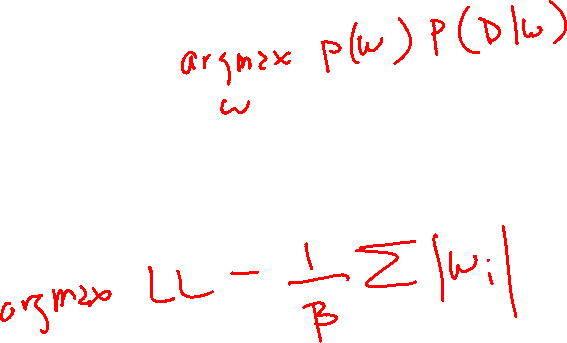 argmax P(w) P(D|w)
w
argmax LL - 1/β Σ |wi|